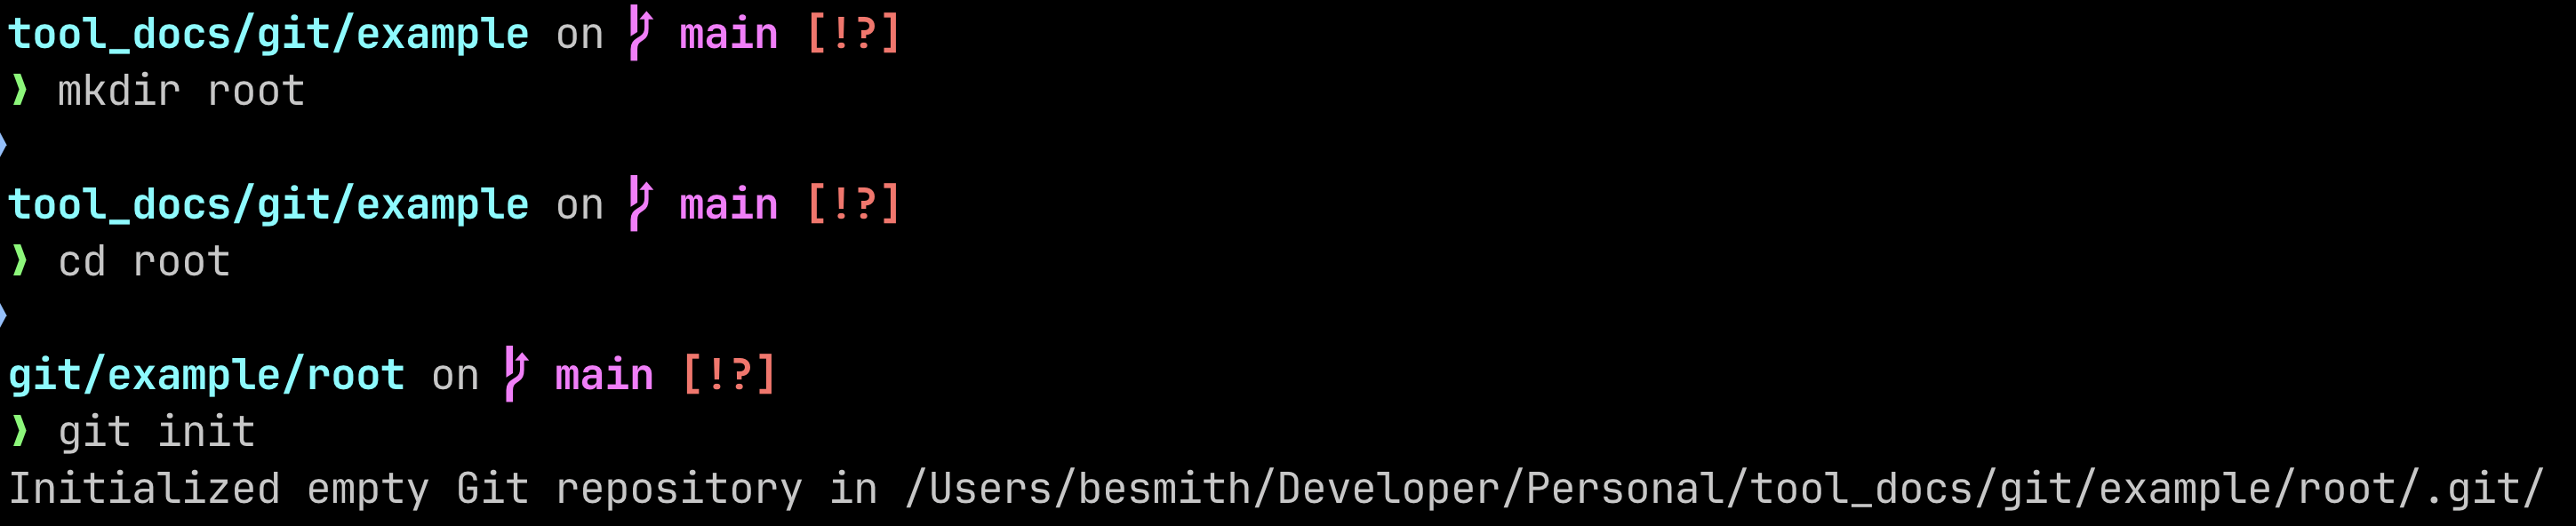 tool_docs/git/example on main [!?]
❯ mkdir root
tool_docs/git/example on main [!?]
❯ cd root
git/example/root on main [!?]
❯ git init
Initialized empty Git repository in /Users/besmith/Developer/Personal/tool_docs/git/example/root/.git/